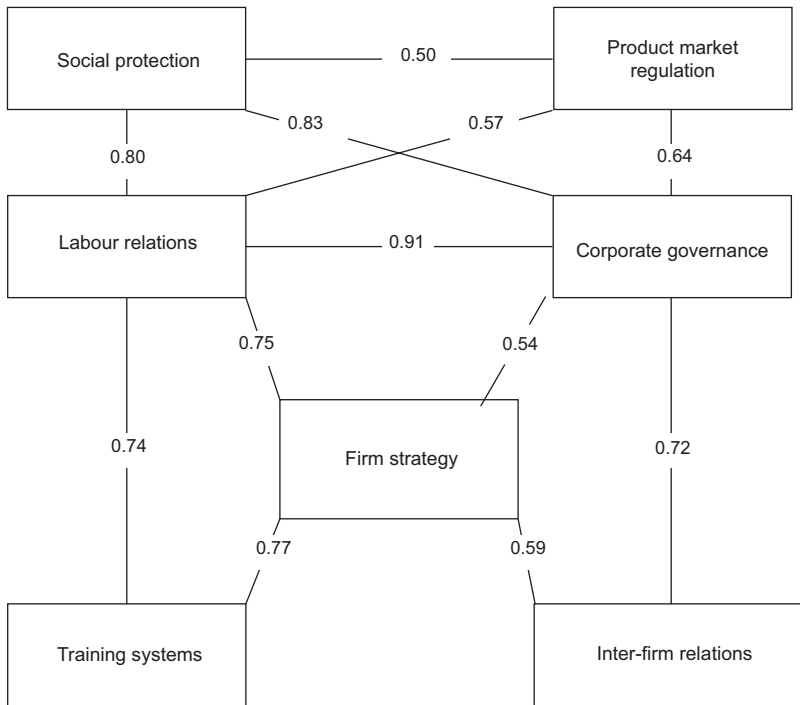 Social protection
0.50
Product market
regulation
0.83
0.57
0.80
0.64
Labour relations
0.91
Corporate governance
0.75
0.54
0.74
Firm strategy
0.72
0.77
0.59
Training systems
Inter-firm relations